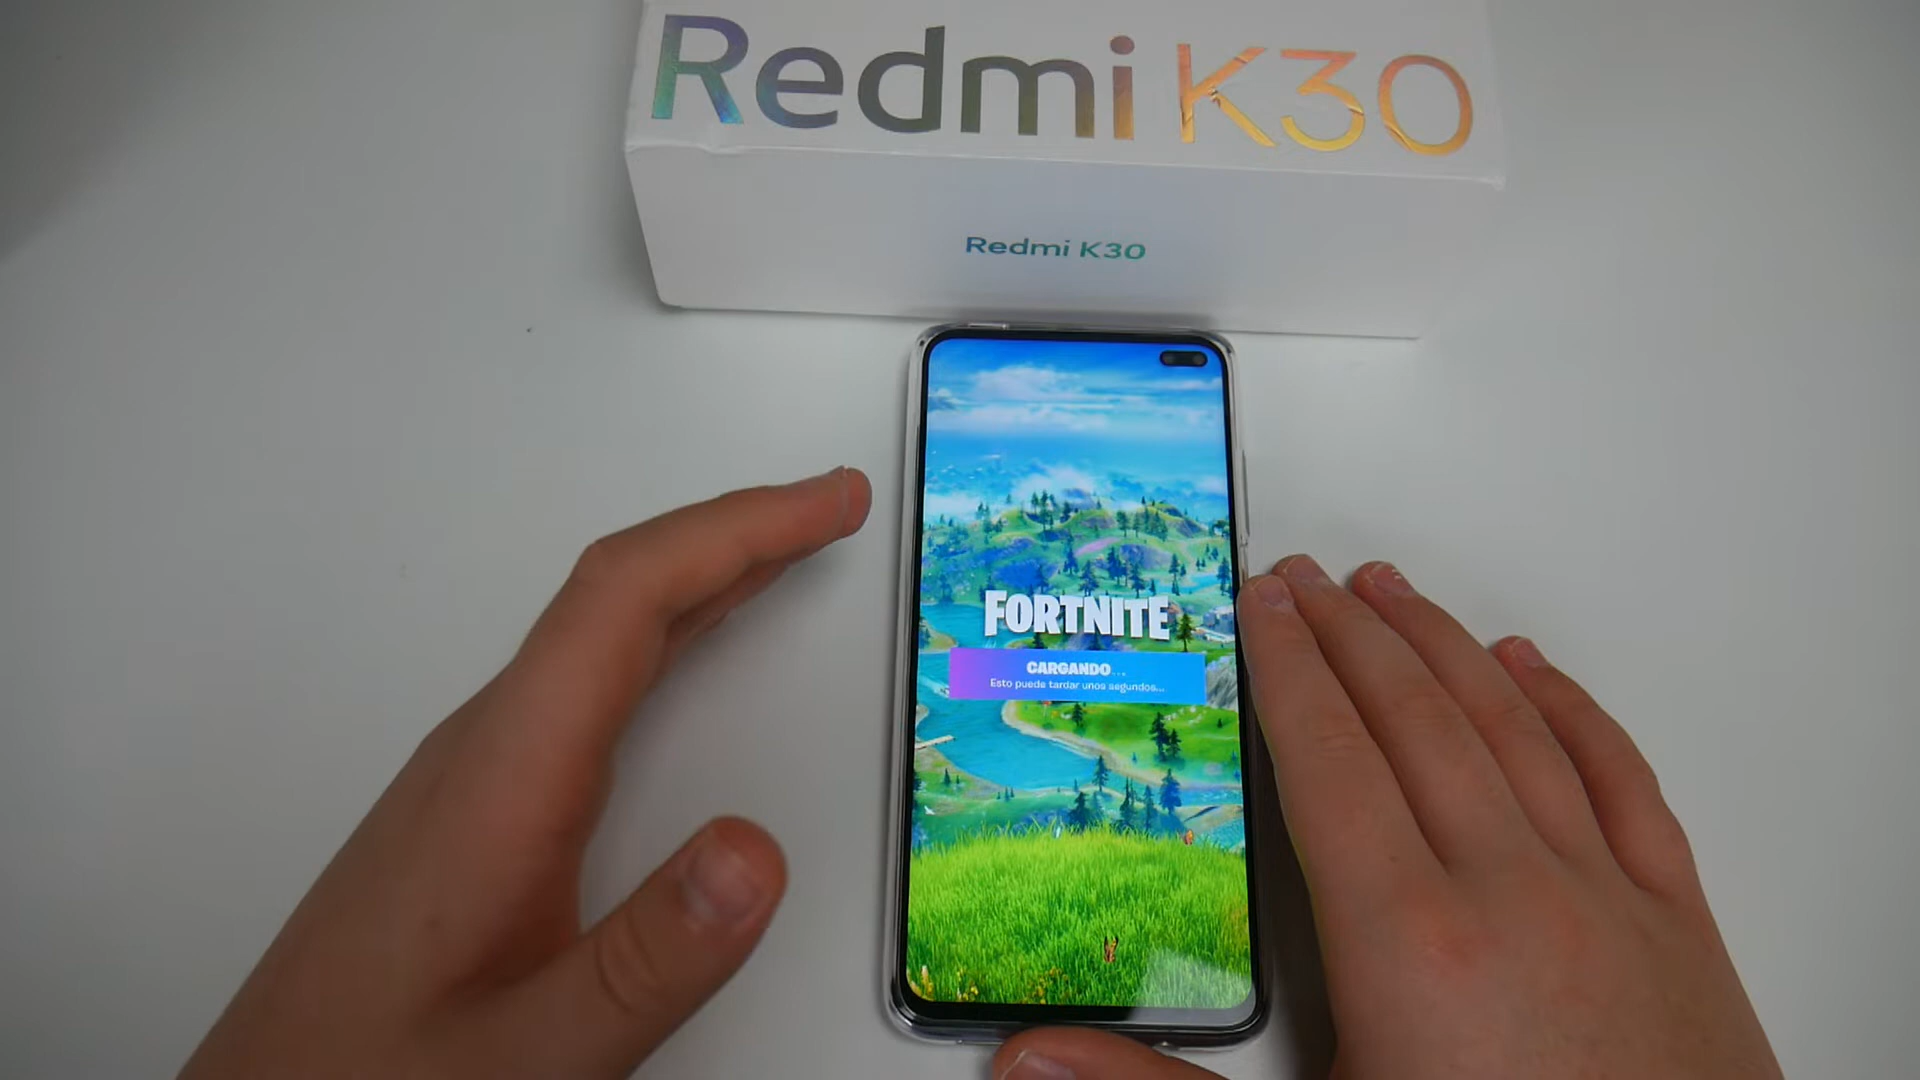 Redmi K30
Redmi K30
FORTNITE
CARGANDO...
Esto puede tardar unos segundos...